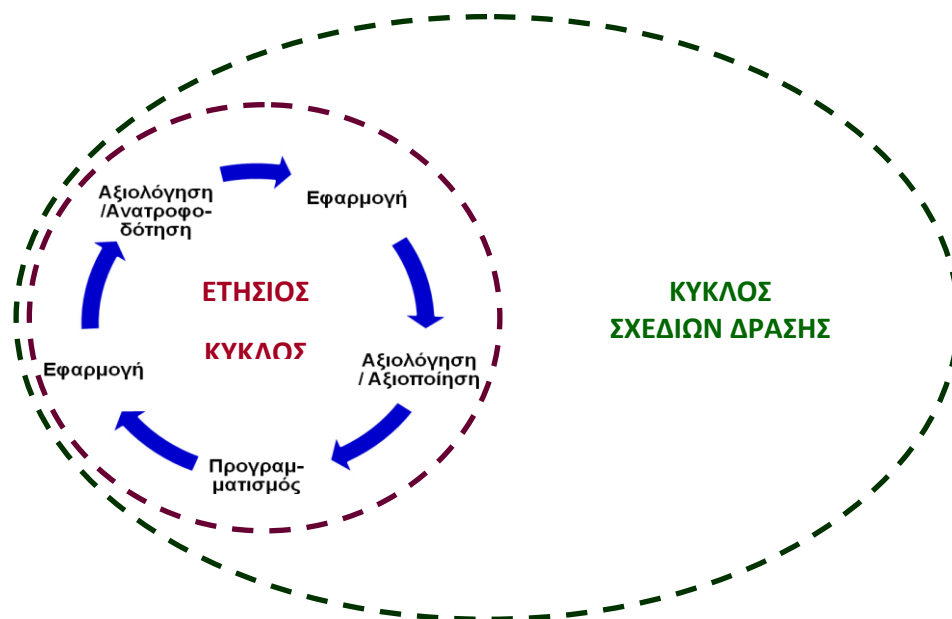 Αξιολόγηση
/Ανατροφο-
δότηση
Εφαρμογή
ΕΤΗΣΙΟΣ
ΚΥΚΛΟΣ
ΚΥΚΛΟΣ
ΣΧΕΔΙΩΝ ΔΡΑΣΗΣ
Αξιολόγηση
/ Αξιοποίηση
Εφαρμογή
Προγραμ-
ματισμός